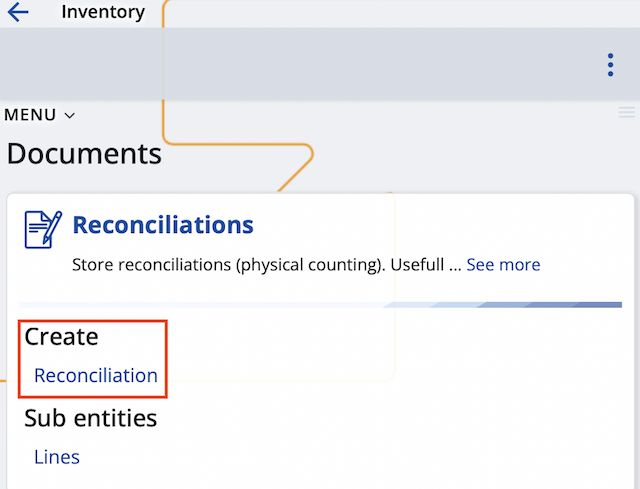 Inventory
MENU
Documents
Reconciliations
Store reconciliations (physical counting). Usefull ... See more
Create
Reconciliation
Sub entities
Lines